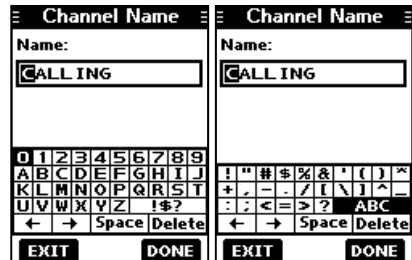 Channel Name
Name:
CALLING
0 1 2 3 4 5 6 7 8 9
A B C D E F G H I J
K L M N O P Q R S T
U V W X Y Z !$?
← → Space Delete
EXIT DONE
Channel Name
Name:
CALLING
! " # $ % & ' ( ) *
+ , - . / [ \ ] ^ _
: ; < = > ? ABC
← → Space Delete
EXIT DONE